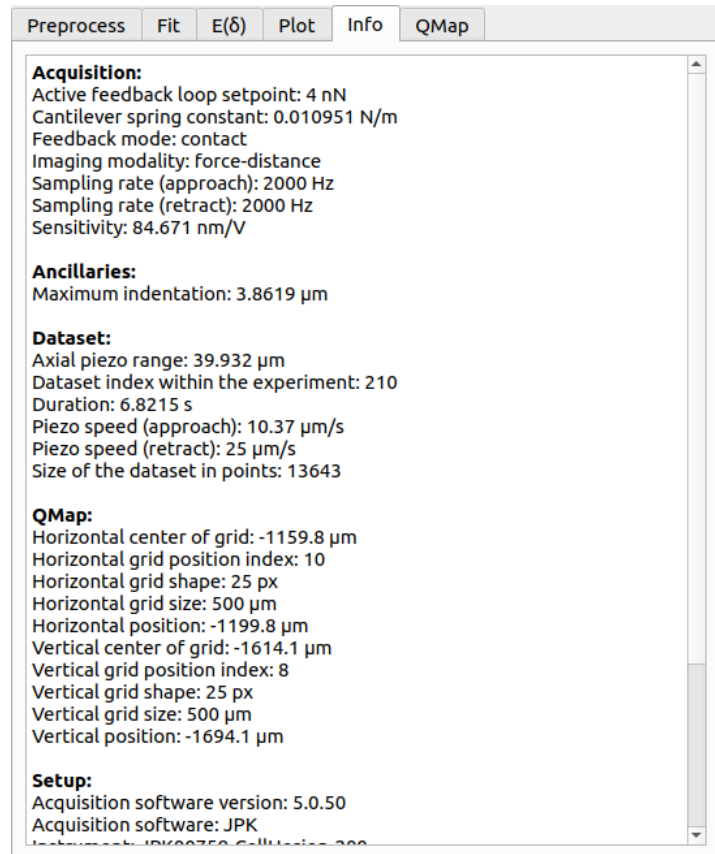 Preprocess Fit E(δ) Plot Info QMap
Acquisition:
Active feedback loop setpoint: 4 nN
Cantilever spring constant: 0.010951 N/m
Feedback mode: contact
Imaging modality: force-distance
Sampling rate (approach): 2000 Hz
Sampling rate (retract): 2000 Hz
Sensitivity: 84.671 nm/V
Ancillaries:
Maximum indentation: 3.8619 µm
Dataset:
Axial piezo range: 39.932 µm
Dataset index within the experiment: 210
Duration: 6.8215 s
Piezo speed (approach): 10.37 µm/s
Piezo speed (retract): 25 µm/s
Size of the dataset in points: 13643
QMap:
Horizontal center of grid: -1159.8 µm
Horizontal grid position index: 10
Horizontal grid shape: 25 px
Horizontal grid size: 500 µm
Horizontal position: -1199.8 µm
Vertical center of grid: -1614.1 µm
Vertical grid position index: 8
Vertical grid shape: 25 px
Vertical grid size: 500 µm
Vertical position: -1694.1 µm
Setup:
Acquisition software version: 5.0.50
Acquisition software: JPK